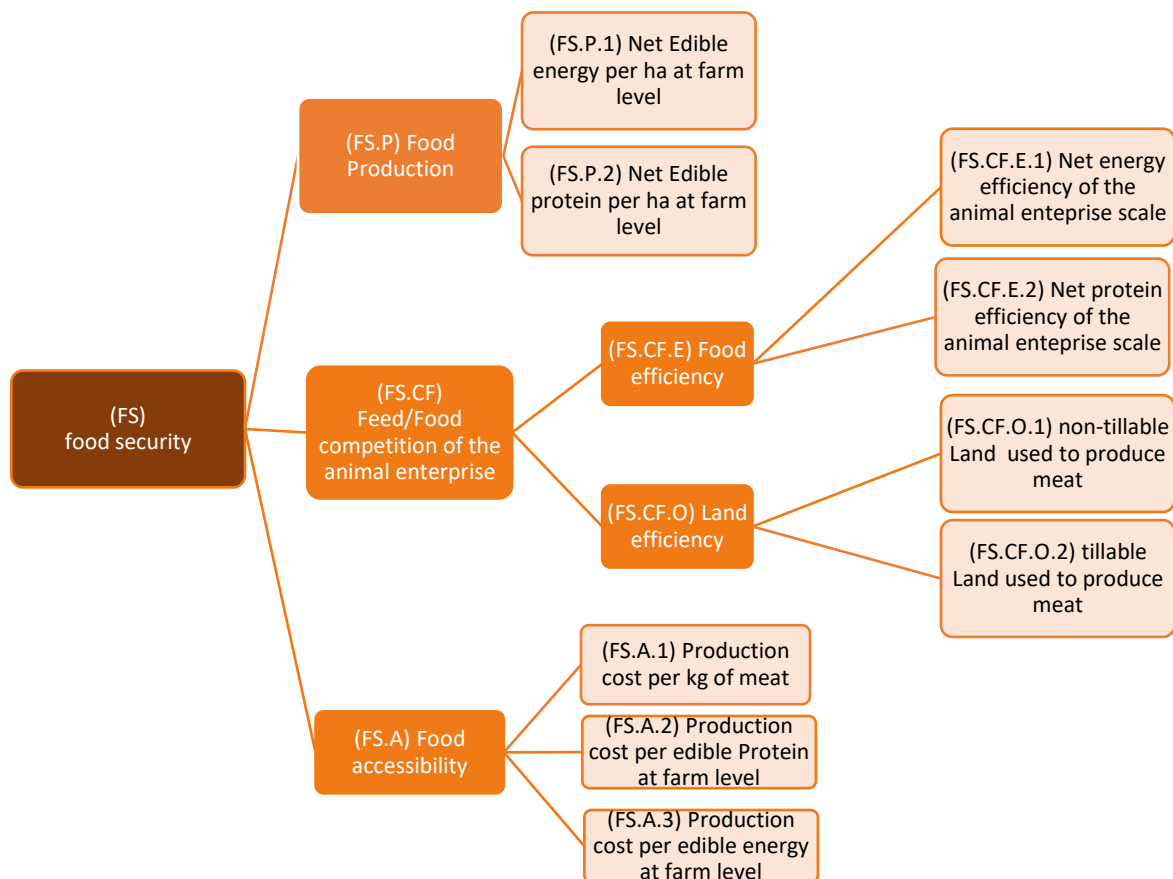 (FS)
food security
(FS.P) Food
Production
(FS.P.1) Net Edible
energy per ha at farm
level
(FS.P.2) Net Edible
protein per ha at farm
level
(FS.CF)
Feed/Food
competition of the
animal enterprise
(FS.CF.E) Food
efficiency
(FS.CF.E.1) Net energy
efficiency of the
animal enteprise scale
(FS.CF.E.2) Net protein
efficiency of the
animal enteprise scale
(FS.CF.O) Land
efficiency
(FS.CF.O.1) non-tillable
Land used to produce
meat
(FS.CF.O.2) tillable
Land used to produce
meat
(FS.A) Food
accessibility
(FS.A.1) Production
cost per kg of meat
(FS.A.2) Production
cost per edible Protein
at farm level
(FS.A.3) Production
cost per edible energy
at farm level